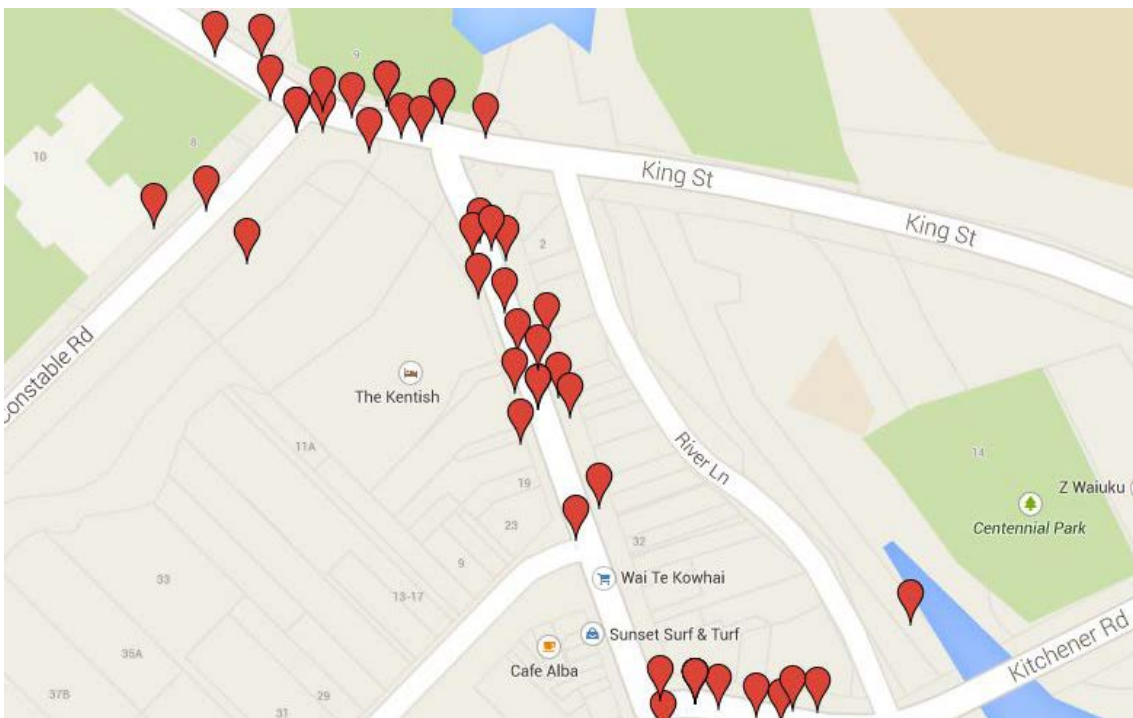 9
10
8
King St
King St
2
Constable Rd
The Kentish
11A
River Ln
14
Z Waiuku
Centennial Park
19
23
32
9
Wai Te Kowhai
33
13-17
Sunset Surf & Turf
Cafe Alba
35A
Kitchener Rd
37B
29
31